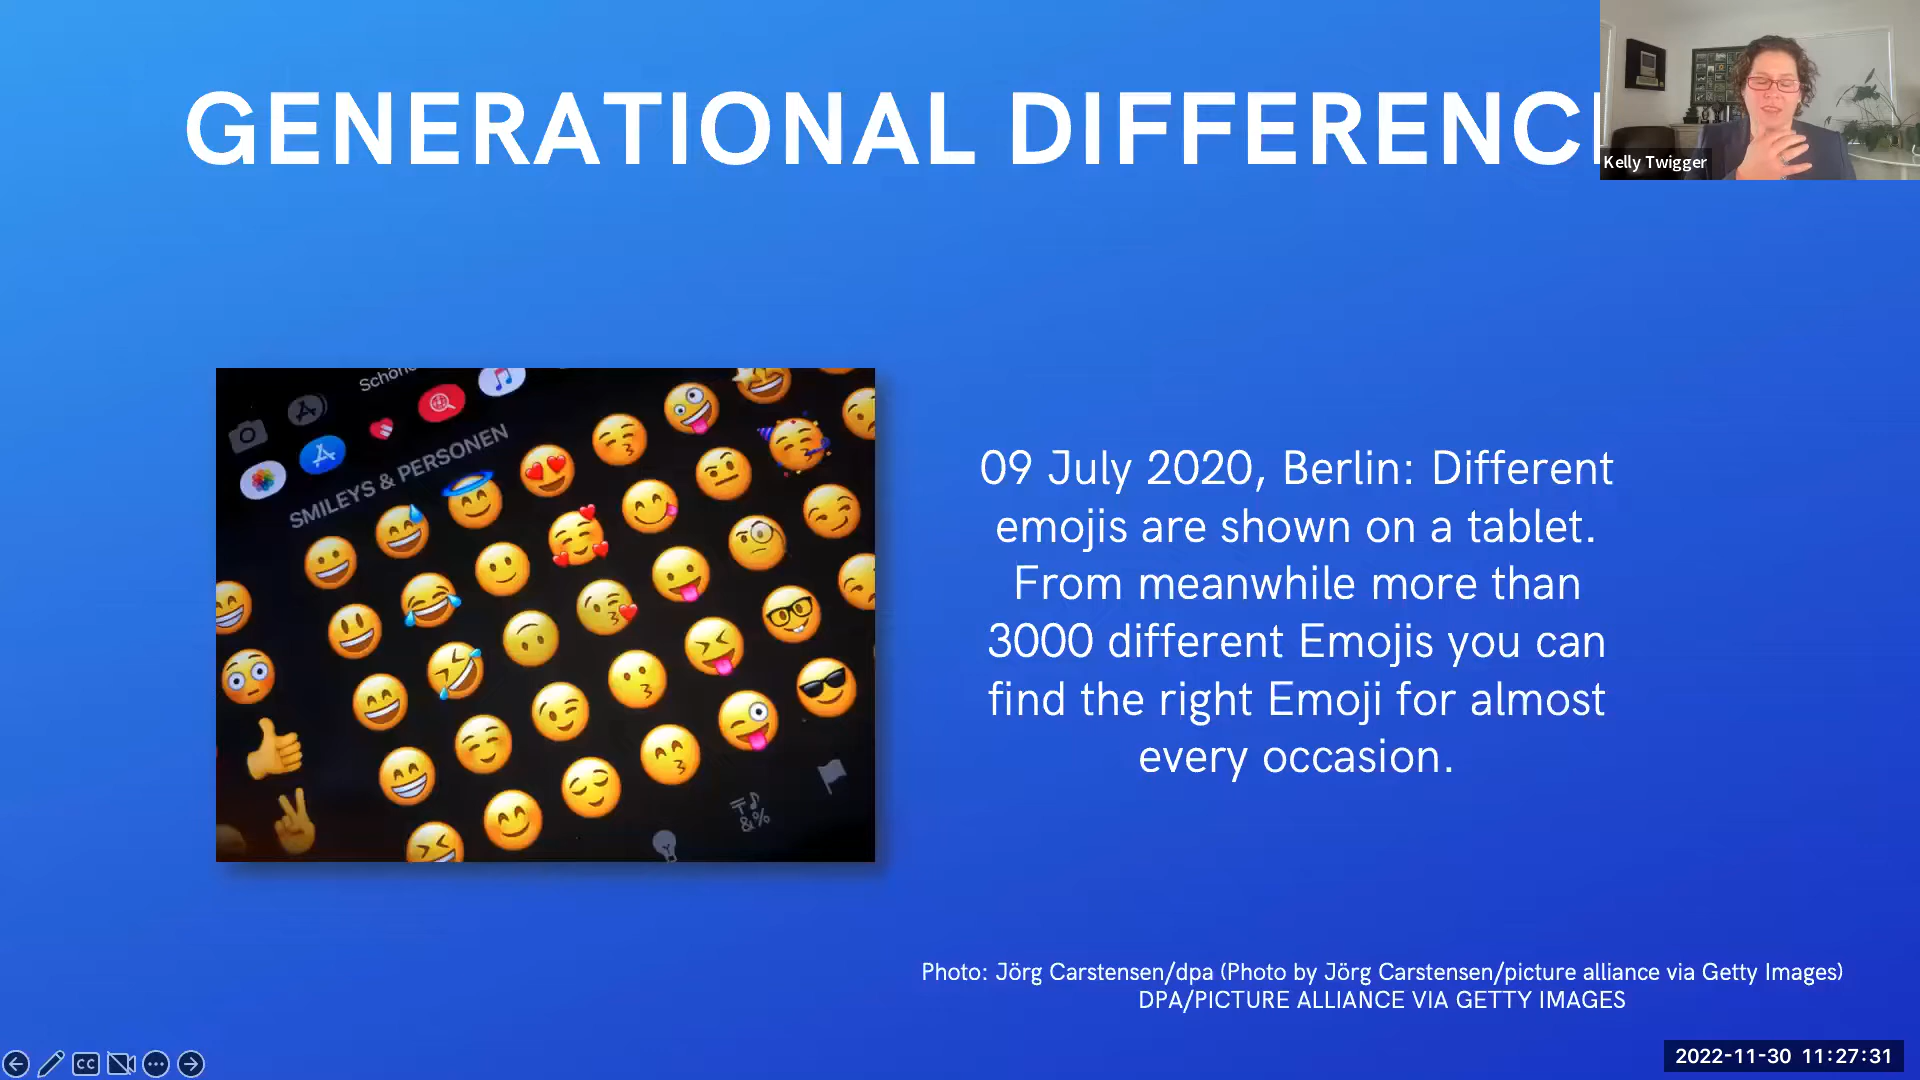 GENERATIONAL DIFFERENC
Kelly Twigger
Schöne
SMILEYS & PERSONEN
&%
09 July 2020, Berlin: Different
emojis are shown on a tablet.
From meanwhile more than
3000 different Emojis you can
find the right Emoji for almost
every occasion.
Photo: Jörg Carstensen/dpa (Photo by Jörg Carstensen/picture alliance via Getty Images)
DPA/PICTURE ALLIANCE VIA GETTY IMAGES
CC
2022-11-30 11:27:31